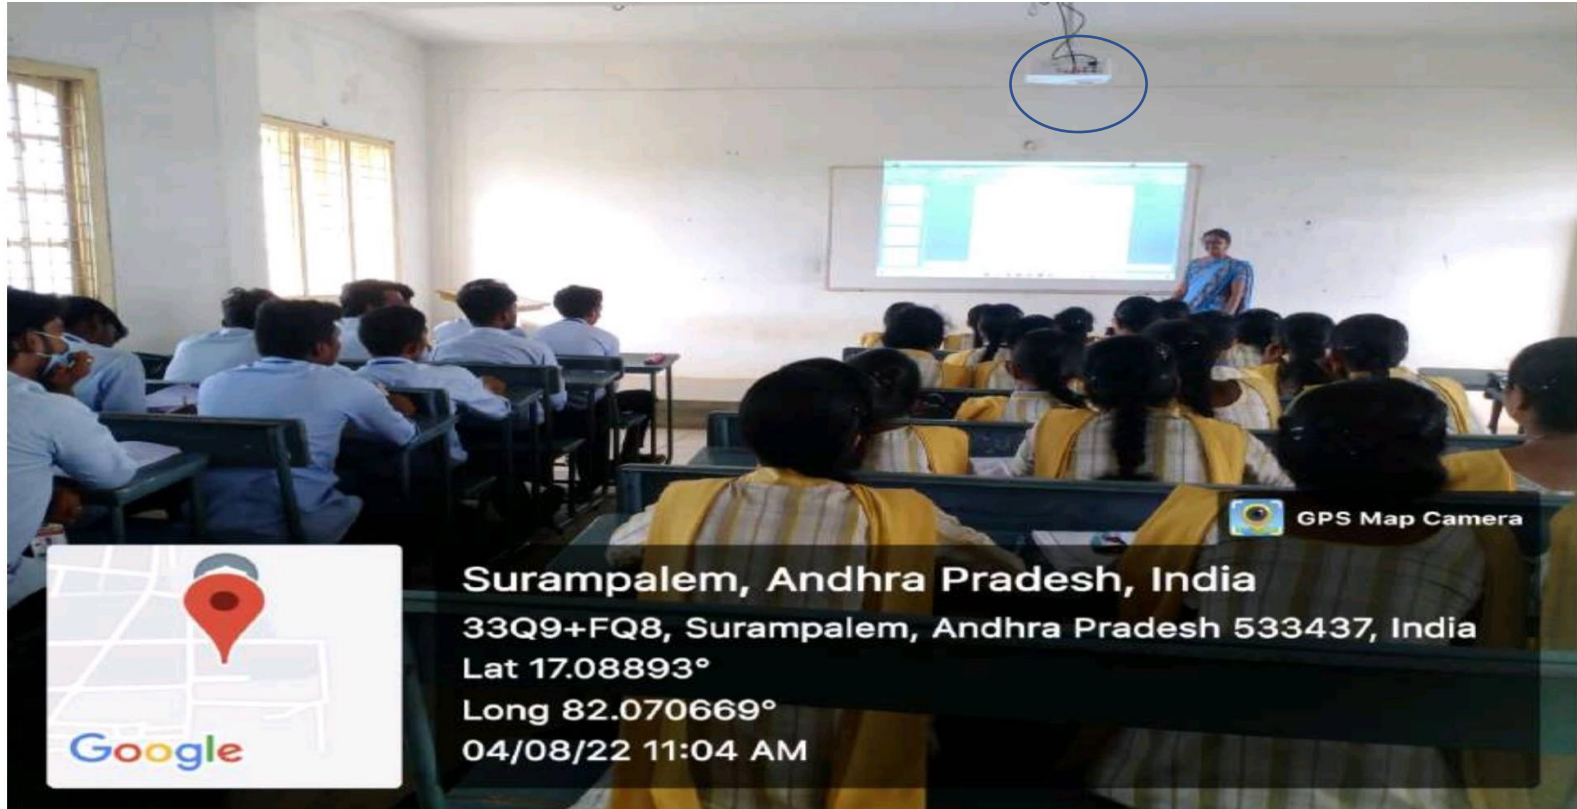 GPS Map Camera
Surampalem, Andhra Pradesh, India
33Q9+FQ8, Surampalem, Andhra Pradesh 533437, India
Lat 17.08893°
Long 82.070669°
04/08/22 11:04 AM
Google